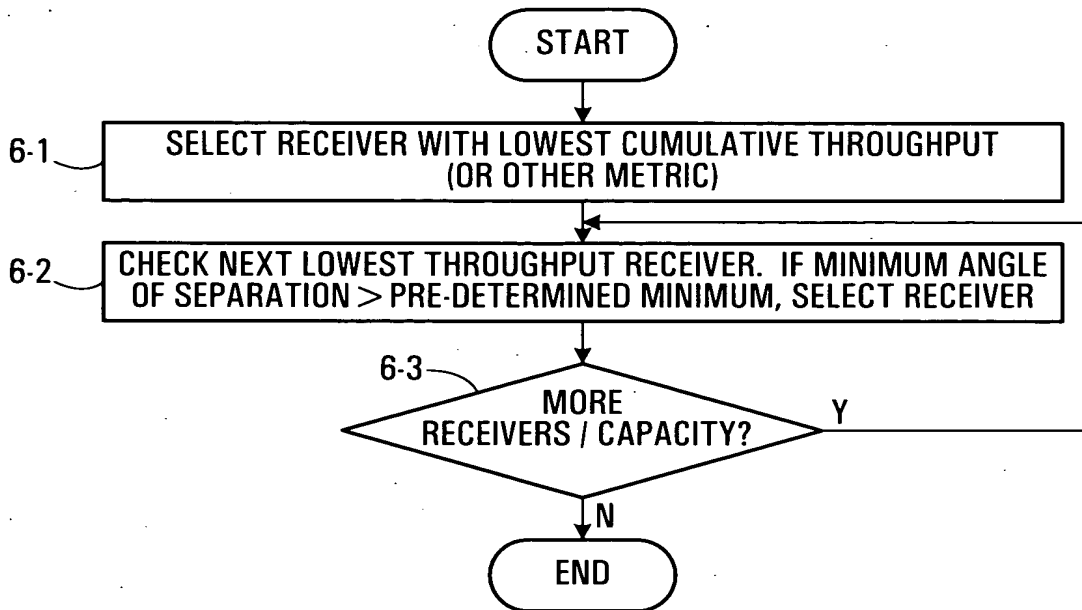 START
6-1
SELECT RECEIVER WITH LOWEST CUMULATIVE THROUGHPUT
(OR OTHER METRIC)
6-2
CHECK NEXT LOWEST THROUGHPUT RECEIVER. IF MINIMUM ANGLE
OF SEPARATION > PRE-DETERMINED MINIMUM, SELECT RECEIVER
6-3
MORE
RECEIVERS / CAPACITY?
Y
N
END